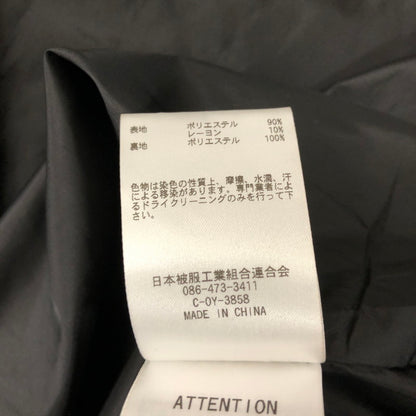 表地 ポリエステル 90%
レーヨン 10%
裏地 ポリエステル 100%
色物は染色の性質上、摩擦、水濡、汗
による移染があります。専門業者によ
るドライクリーニングのみを行って下
さい。
日本被服工業組合連合会
086-473-3411
C-OY-3858
MADE IN CHINA
ATTENTION